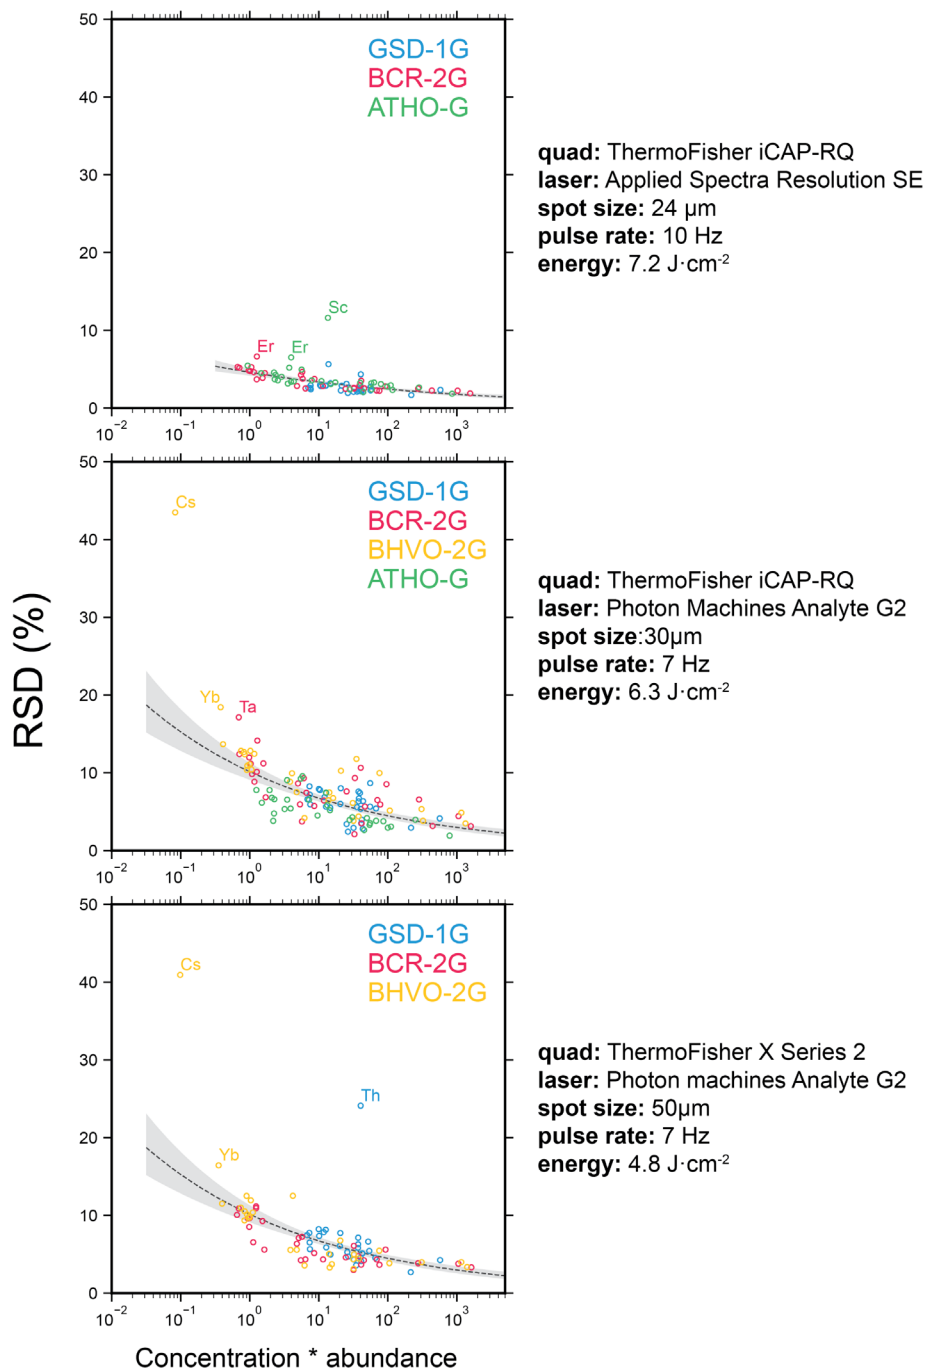 50
GSD-1G
BCR-2G
ATHO-G
40
30
20
10
0
Sc
Er
Er
10⁻² 10⁻¹ 10⁰ 10¹ 10² 10³
quad: ThermoFisher iCAP-RQ
laser: Applied Spectra Resolution SE
spot size: 24 µm
pulse rate: 10 Hz
energy: 7.2 J·cm⁻²
RSD (%)
50
GSD-1G
BCR-2G
BHVO-2G
ATHO-G
40
30
20
10
0
Cs
Yb
Ta
10⁻² 10⁻¹ 10⁰ 10¹ 10² 10³
quad: ThermoFisher iCAP-RQ
laser: Photon Machines Analyte G2
spot size:30µm
pulse rate: 7 Hz
energy: 6.3 J·cm⁻²
50
GSD-1G
BCR-2G
BHVO-2G
40
30
20
10
0
Cs
Th
Yb
10⁻² 10⁻¹ 10⁰ 10¹ 10² 10³
quad: ThermoFisher X Series 2
laser: Photon machines Analyte G2
spot size: 50µm
pulse rate: 7 Hz
energy: 4.8 J·cm⁻²
Concentration * abundance